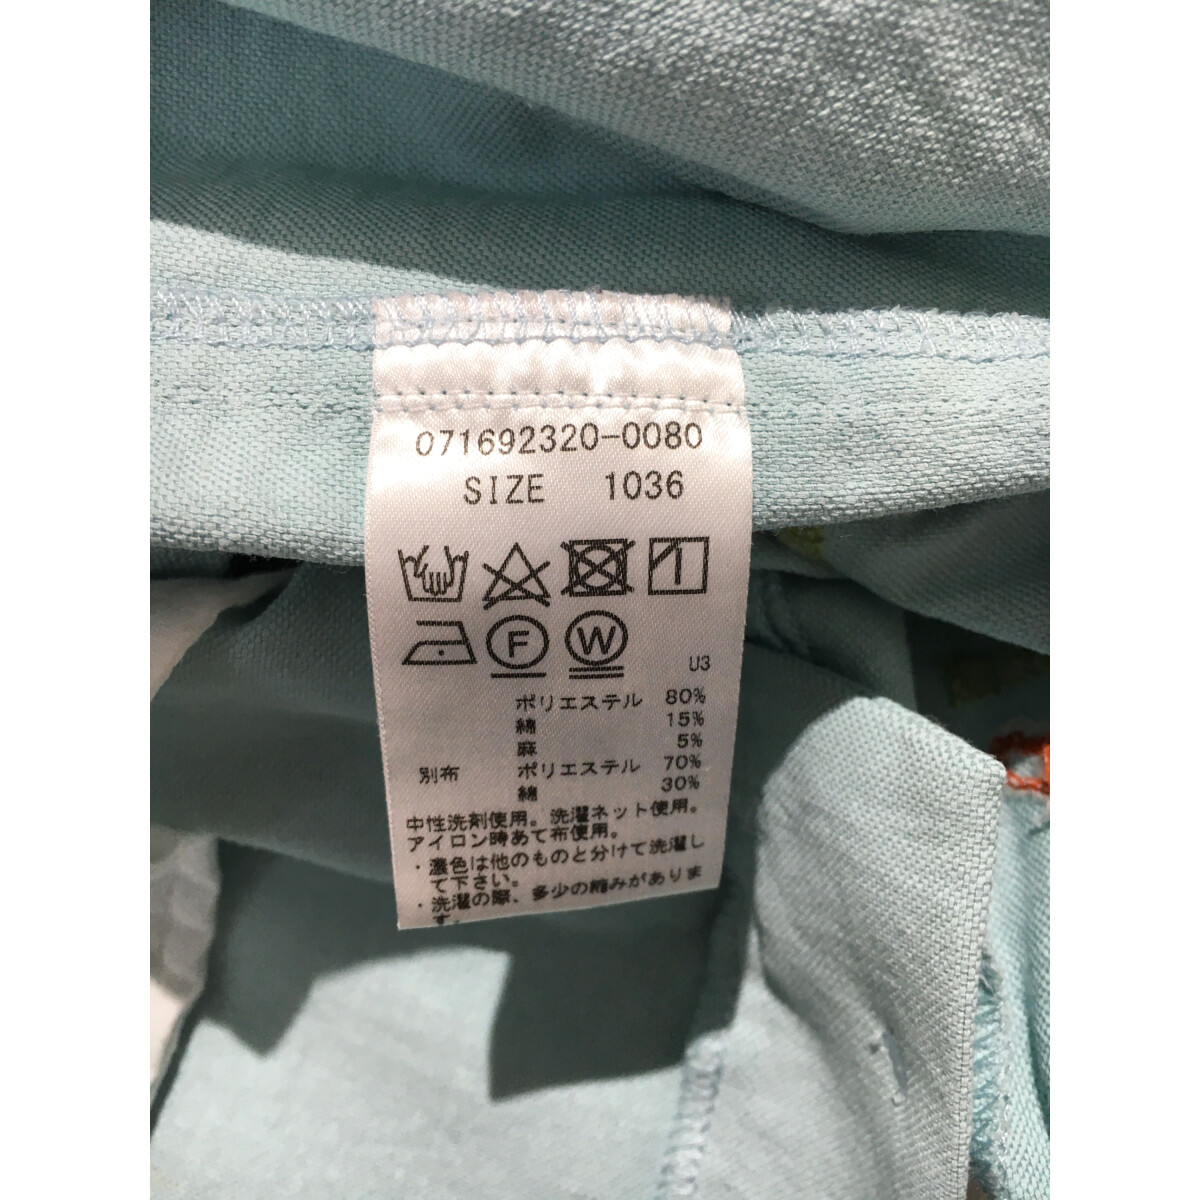 071692320-0080
SIZE 1036
F W
U3
ポリエステル 80%
綿 15%
麻 5%
別布 ポリエステル 70%
綿 30%
中性洗剤使用。洗濯ネット使用。
アイロン時あて布使用。
・濃色は他のものと分けて洗濯し
て下さい。
・洗濯の際、多少の縮みがありま
す。